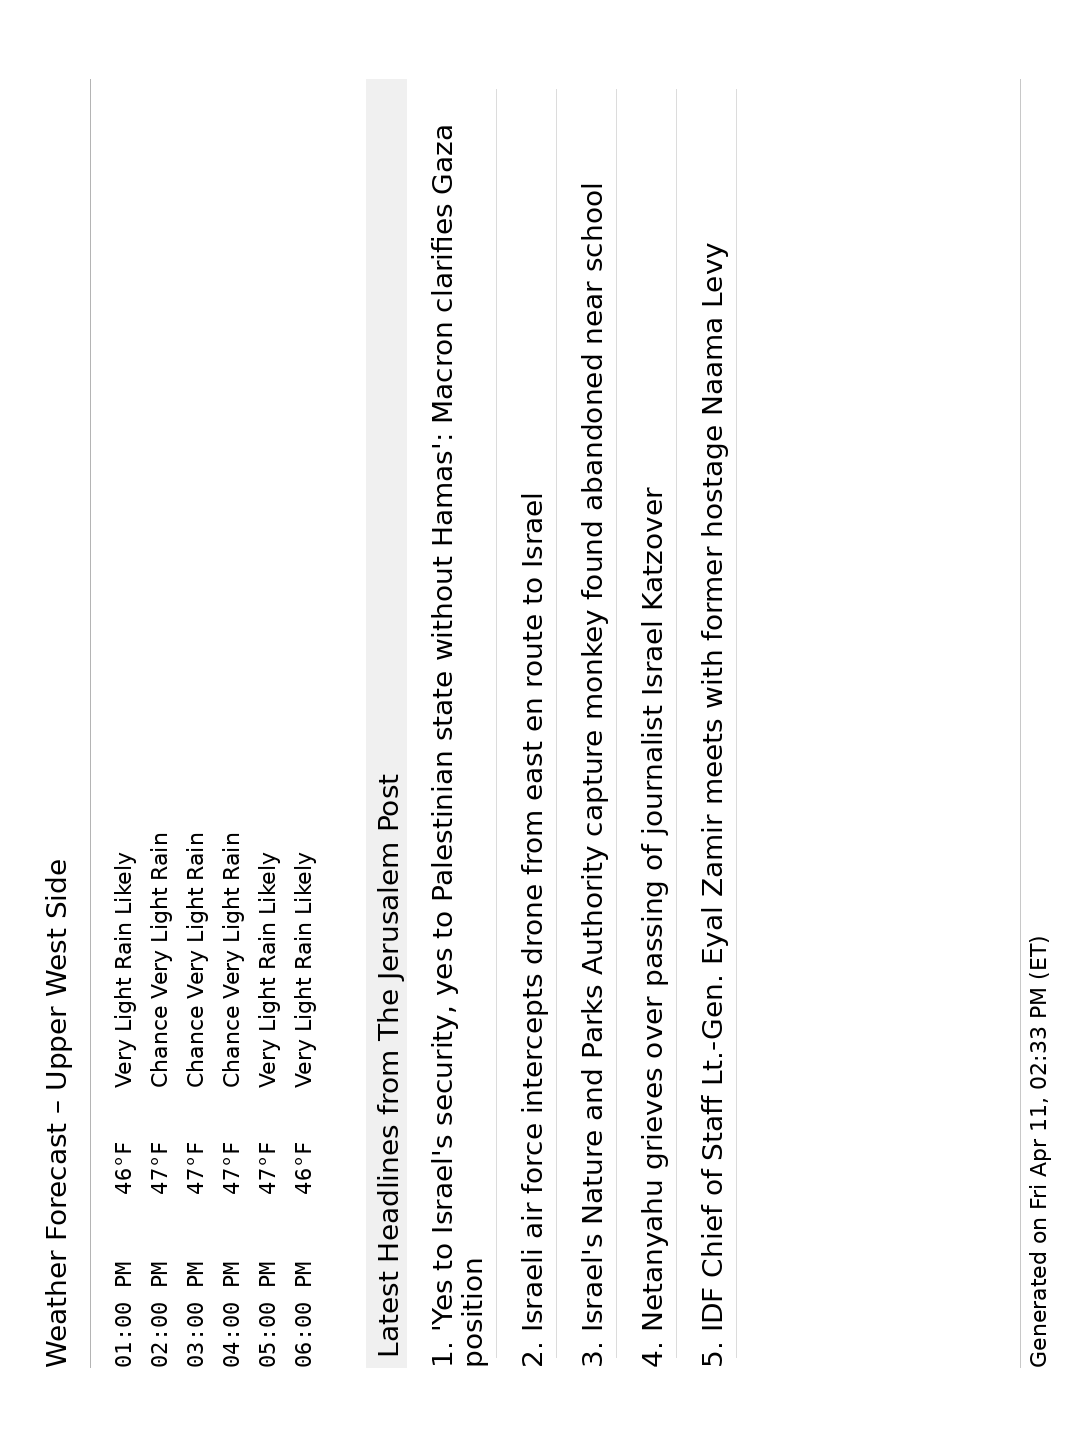 Weather Forecast – Upper West Side
01:00 PM 46°F Very Light Rain Likely
02:00 PM 47°F Chance Very Light Rain
03:00 PM 47°F Chance Very Light Rain
04:00 PM 47°F Chance Very Light Rain
05:00 PM 47°F Very Light Rain Likely
06:00 PM 46°F Very Light Rain Likely
Latest Headlines from The Jerusalem Post
1. 'Yes to Israel's security, yes to Palestinian state without Hamas': Macron clarifies Gaza
position
2. Israeli air force intercepts drone from east en route to Israel
3. Israel's Nature and Parks Authority capture monkey found abandoned near school
4. Netanyahu grieves over passing of journalist Israel Katzover
5. IDF Chief of Staff Lt.-Gen. Eyal Zamir meets with former hostage Naama Levy
Generated on Fri Apr 11, 02:33 PM (ET)